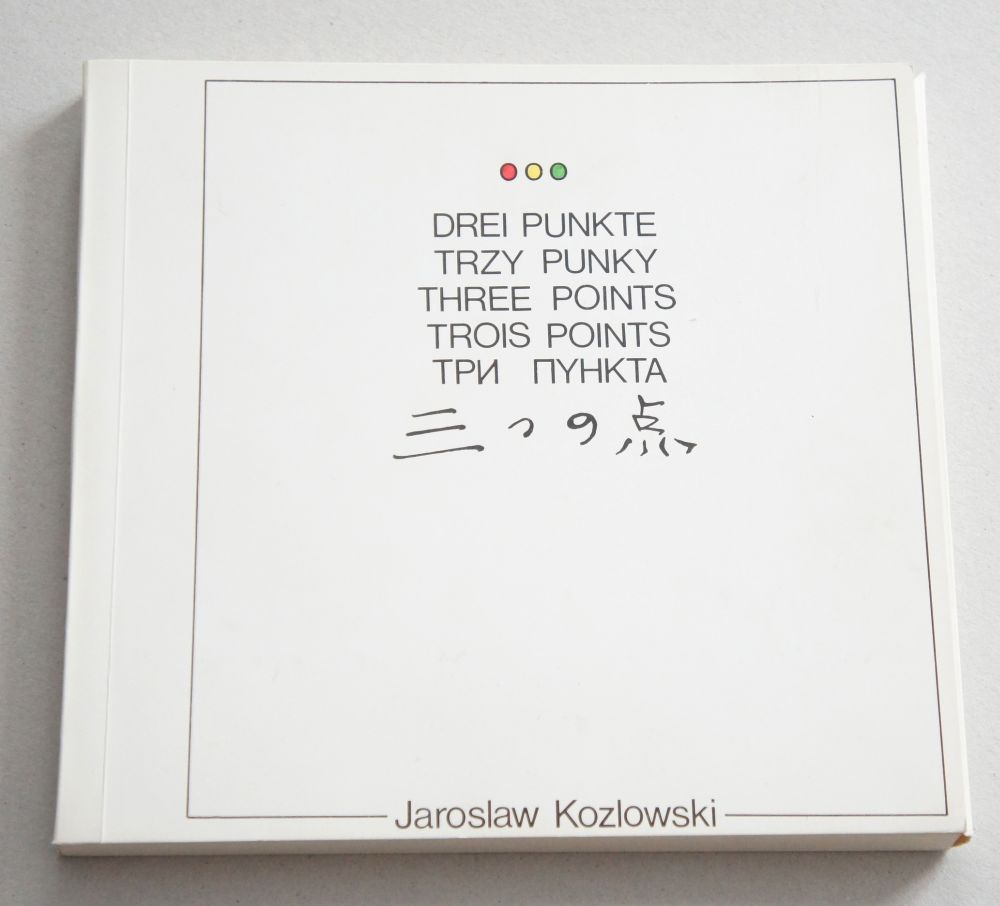 DREI PUNKTE
TRZY PUNKY
THREE POINTS
TROIS POINTS
ТРИ ПУНКТА
三つの点
Jaroslaw Kozlowski